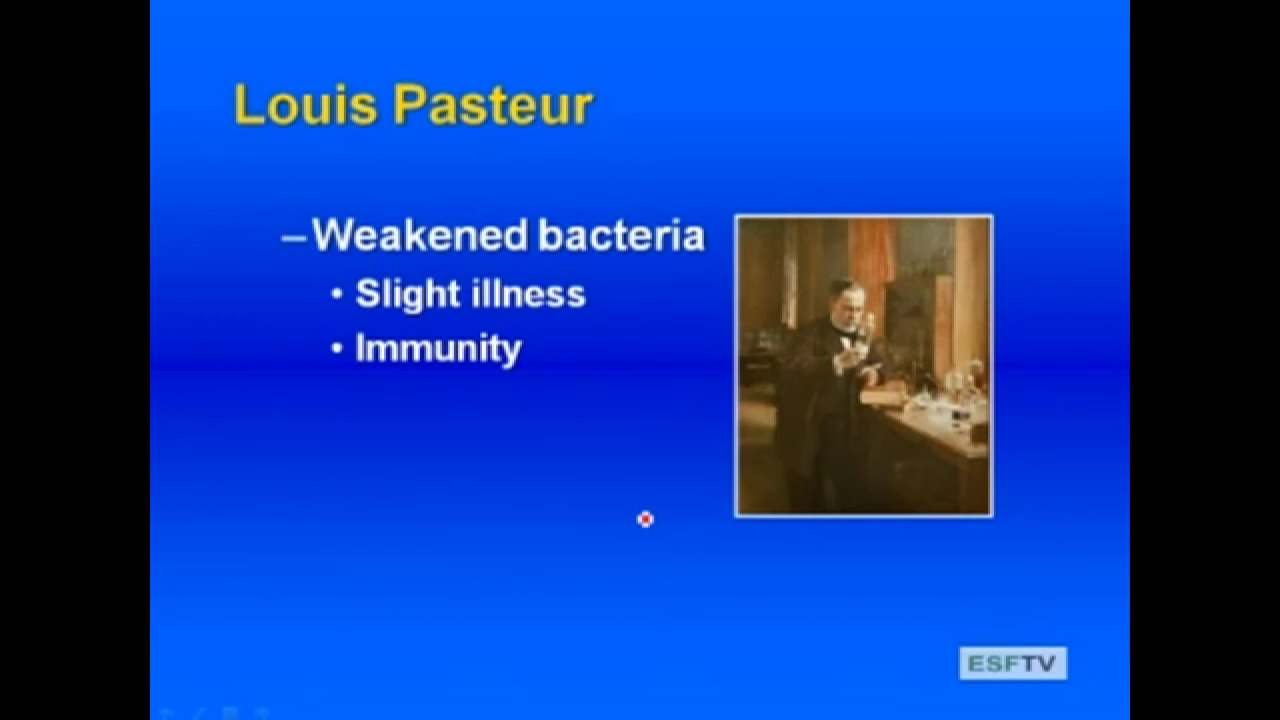 Louis Pasteur
–Weakened bacteria
• Slight illness
• Immunity
ESFTV